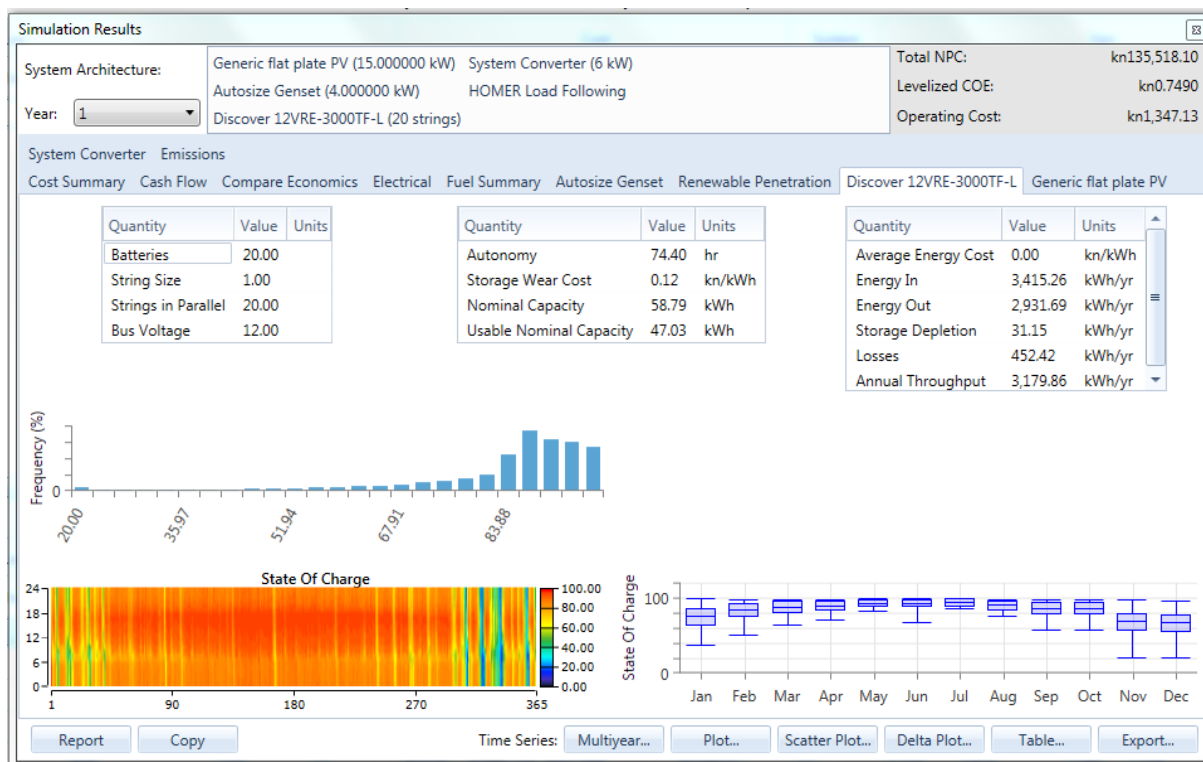 Simulation Results
System Architecture:
Generic flat plate PV (15.000000 kW) System Converter (6 kW)
Autosize Genset (4.000000 kW) HOMER Load Following
Discover 12VRE-3000TF-L (20 strings)
Year: 1
Total NPC: kn135,518.10
Levelized COE: kn0.7490
Operating Cost: kn1,347.13
System Converter Emissions
Cost Summary Cash Flow Compare Economics Electrical Fuel Summary Autosize Genset Renewable Penetration Discover 12VRE-3000TF-L Generic flat plate PV
Quantity Value Units
Batteries 20.00
String Size 1.00
Strings in Parallel 20.00
Bus Voltage 12.00
Quantity Value Units
Autonomy 74.40 hr
Storage Wear Cost 0.12 kn/kWh
Nominal Capacity 58.79 kWh
Usable Nominal Capacity 47.03 kWh
Quantity Value Units
Average Energy Cost 0.00 kn/kWh
Energy In 3,415.26 kWh/yr
Energy Out 2,931.69 kWh/yr
Storage Depletion 31.15 kWh/yr
Losses 452.42 kWh/yr
Annual Throughput 3,179.86 kWh/yr
Frequency (%)
0
20.00 35.97 51.94 67.91 83.88
State Of Charge
24
18
12
6
0
1 90 180 270 365
100.00
80.00
60.00
40.00
20.00
0.00
State Of Charge
100
0
Jan Feb Mar Apr May Jun Jul Aug Sep Oct Nov Dec
Report Copy Time Series: Multiyear... Plot... Scatter Plot... Delta Plot... Table... Export...